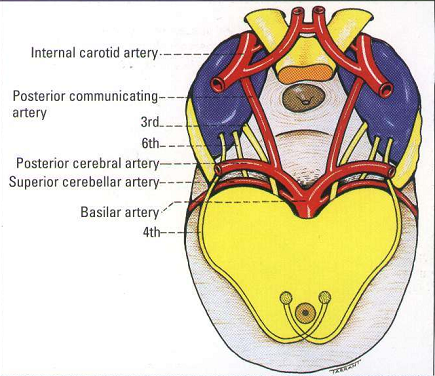 Internal carotid artery
Posterior communicating
artery
3rd
6th
Posterior cerebral artery
Superior cerebellar artery
Basilar artery
4th
"TARRANT"